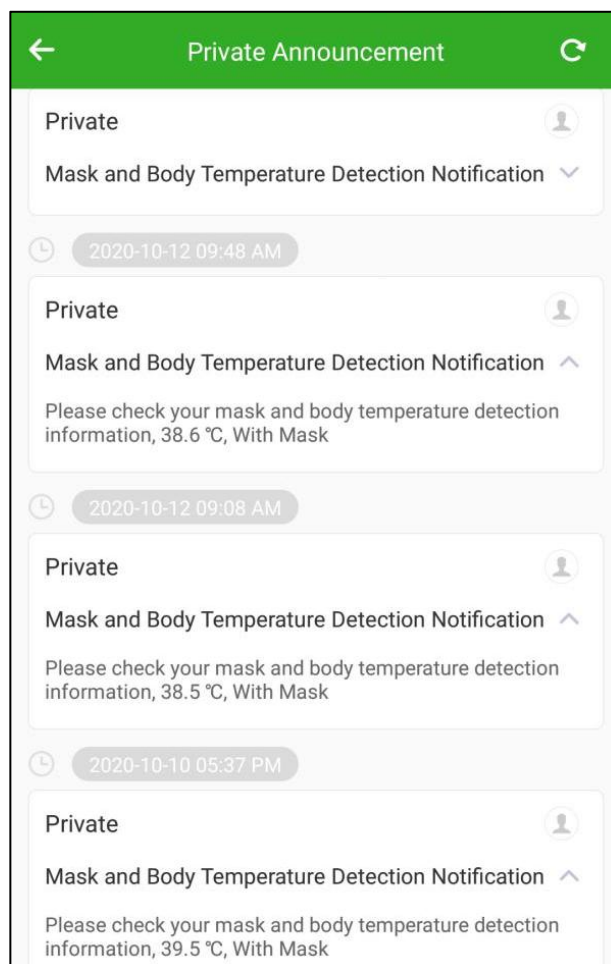 Private Announcement
Private
Mask and Body Temperature Detection Notification
2020-10-12 09:48 AM
Private
Mask and Body Temperature Detection Notification
Please check your mask and body temperature detection
information, 38.6 ℃, With Mask
2020-10-12 09:08 AM
Private
Mask and Body Temperature Detection Notification
Please check your mask and body temperature detection
information, 38.5 ℃, With Mask
2020-10-10 05:37 PM
Private
Mask and Body Temperature Detection Notification
Please check your mask and body temperature detection
information, 39.5 ℃, With Mask